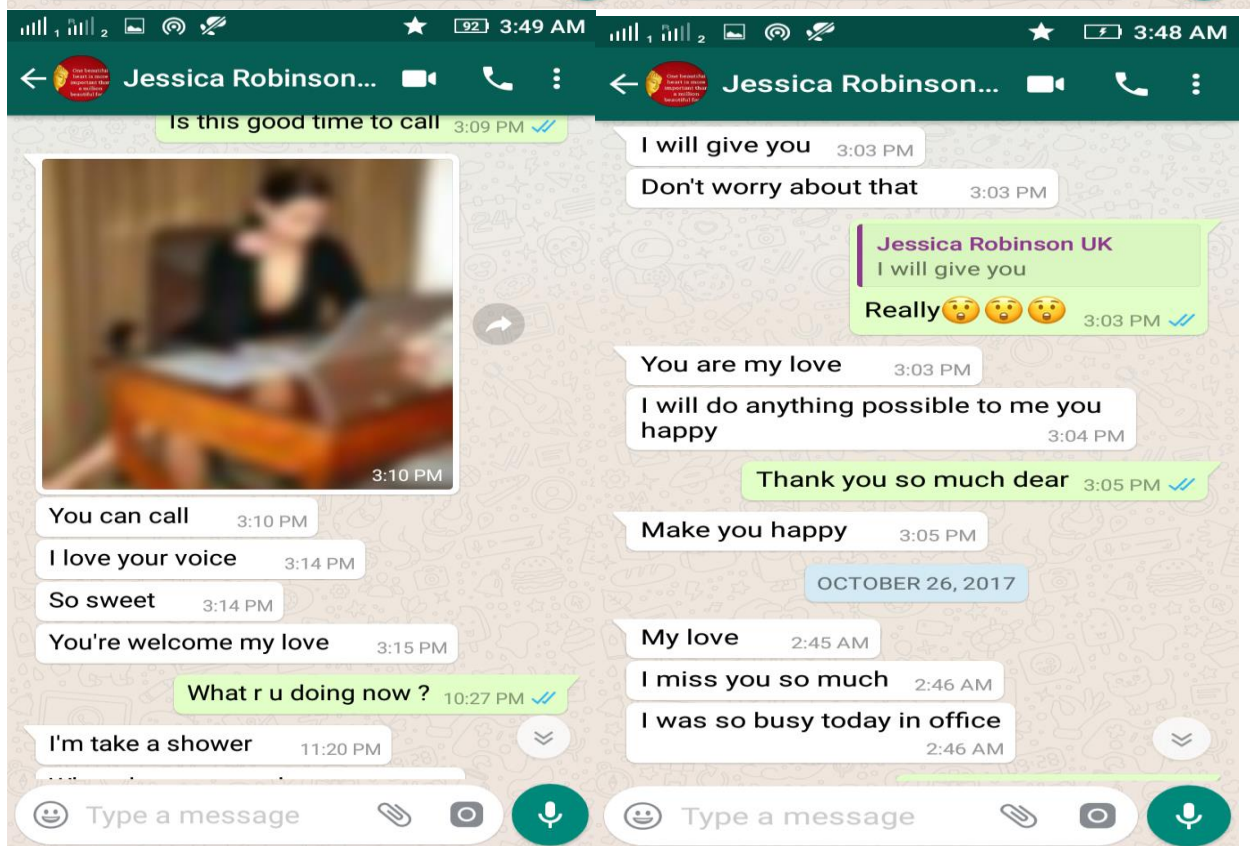 1 2 92 3:49 AM
Jessica Robinson...
Is this good time to call 3:09 PM
3:10 PM
You can call 3:10 PM
I love your voice 3:14 PM
So sweet 3:14 PM
You're welcome my love 3:15 PM
What r u doing now ? 10:27 PM
I'm take a shower 11:20 PM
Type a message
1 2 3:48 AM
Jessica Robinson...
I will give you 3:03 PM
Don't worry about that 3:03 PM
Jessica Robinson UK
I will give you
Really😲😲😲 3:03 PM
You are my love 3:03 PM
I will do anything possible to me you
happy 3:04 PM
Thank you so much dear 3:05 PM
Make you happy 3:05 PM
OCTOBER 26, 2017
My love 2:45 AM
I miss you so much 2:46 AM
I was so busy today in office
2:46 AM
Type a message